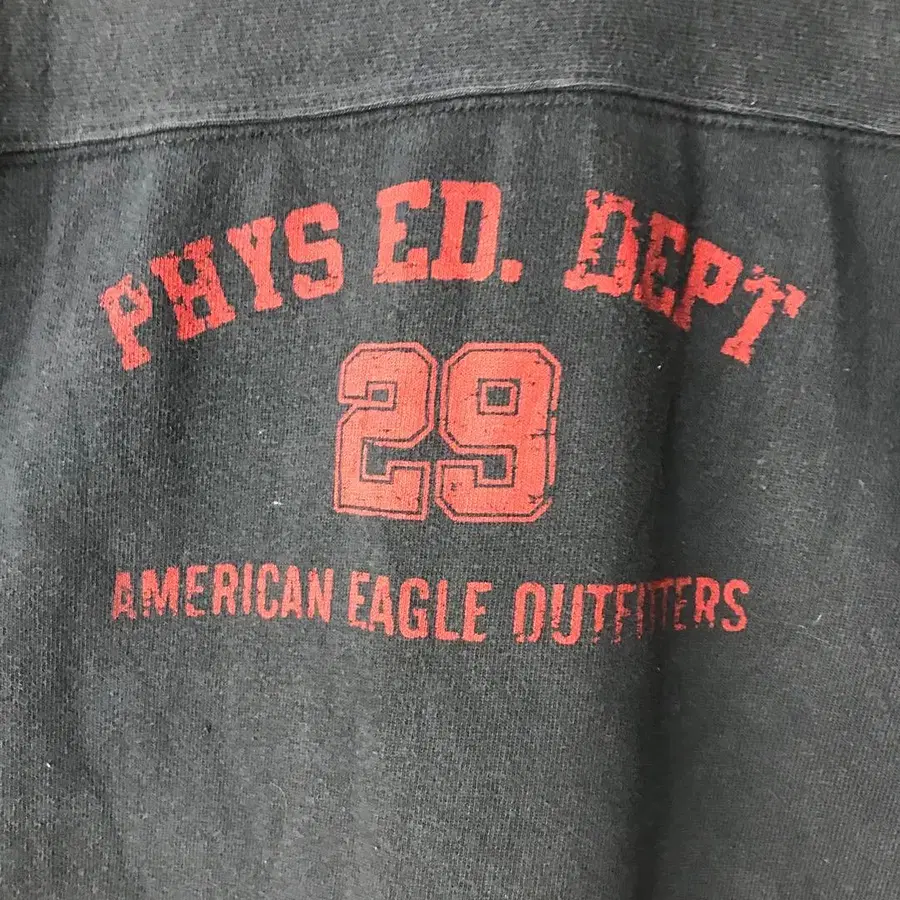 PHYS ED. DEPT
29
AMERICAN EAGLE OUTFITTERS